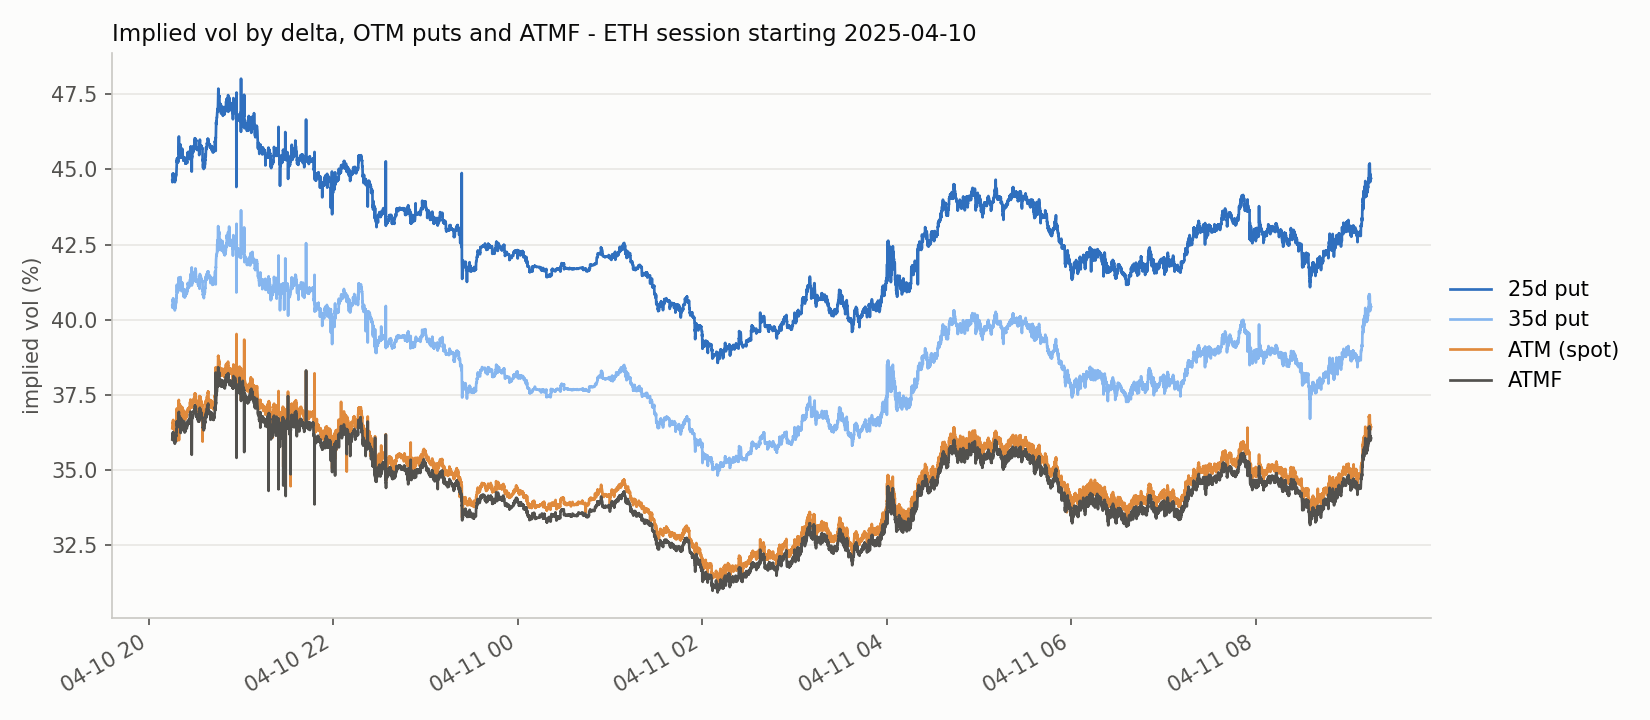 Implied vol by delta, OTM puts and ATMF - ETH session starting 2025-04-10
implied vol (%)
47.5
45.0
42.5
40.0
37.5
35.0
32.5
04-10 20
04-10 22
04-11 00
04-11 02
04-11 04
04-11 06
04-11 08
25d put
35d put
ATM (spot)
ATMF